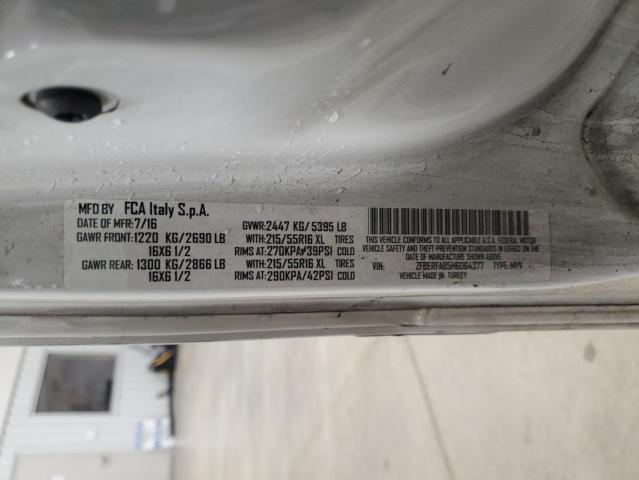 MFD BY FCA Italy S.p.A.
DATE OF MFR: 7/16 GVWR: 2447 KG/5395 LB
GAWR FRONT: 1220 KG/2690 LB WITH: 215/55R16 XL TIRES
16X6 1/2 RIMS AT: 270KPA/39PSI COLD
GAWR REAR: 1300 KG/2866 LB WITH: 215/55R16 XL TIRES
16X6 1/2 RIMS AT: 290KPA/42PSI COLD
THIS VEHICLE CONFORMS TO ALL APPLICABLE U.S.A. FEDERAL MOTOR
VEHICLE SAFETY AND THEFT PREVENTION STANDARDS IN EFFECT ON THE
DATE OF MANUFACTURE SHOWN ABOVE
VIN: TYPE: MPV
VEHICLE MADE IN: TURKEY